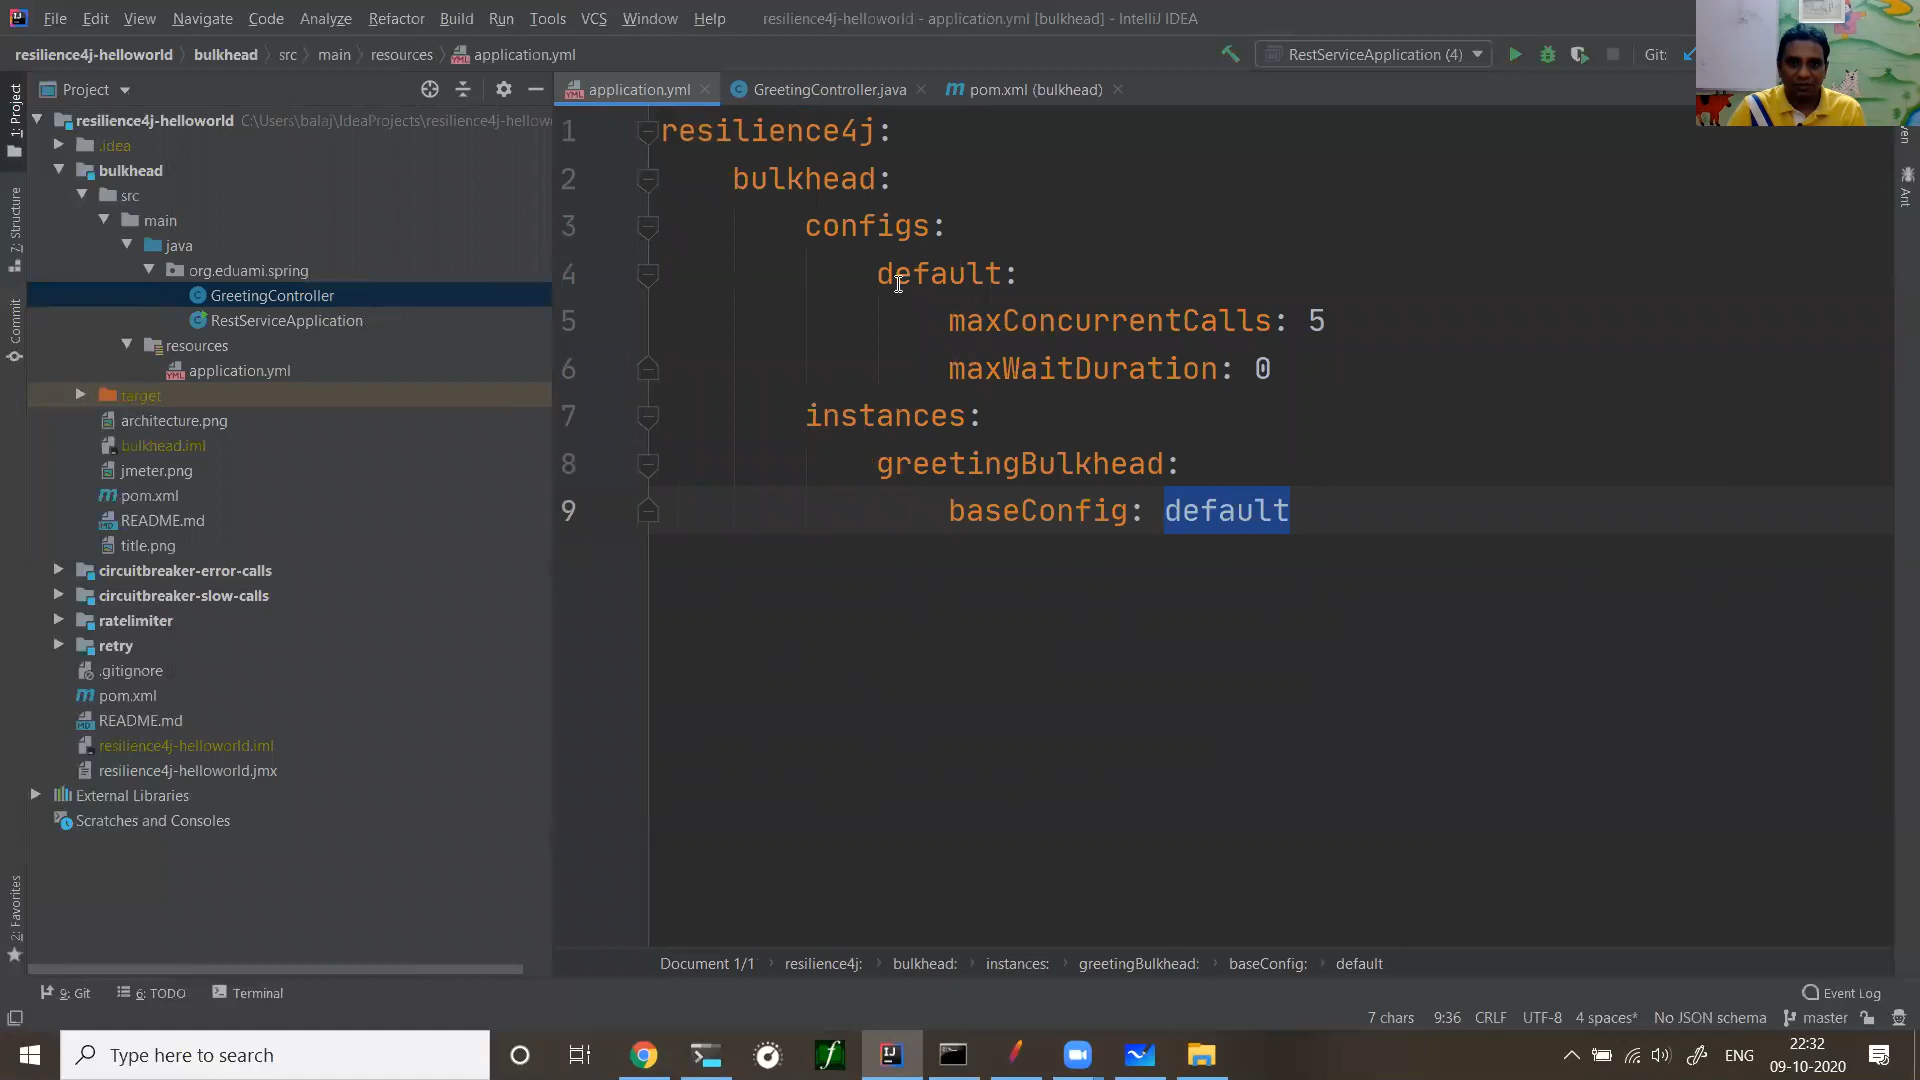 File Edit View Navigate Code Analyze Refactor Build Run Tools VCS Window Help resilience4j-helloworld - application.yml [bulkhead] - IntelliJ IDEA
resilience4j-helloworld bulkhead src main resources application.yml RestServiceApplication (4) Git:
1: Project
Project
application.yml GreetingController.java pom.xml (bulkhead)
resilience4j-helloworld C:\Users\balaj\IdeaProjects\resilience4j-hellow
.idea
bulkhead
src
main
java
org.eduami.spring
GreetingController
RestServiceApplication
resources
application.yml
target
architecture.png
bulkhead.iml
jmeter.png
pom.xml
README.md
title.png
circuitbreaker-error-calls
circuitbreaker-slow-calls
ratelimiter
retry
.gitignore
pom.xml
README.md
resilience4j-helloworld.iml
resilience4j-helloworld.jmx
External Libraries
Scratches and Consoles
7: Structure
Commit
2: Favorites
1 resilience4j:
2 bulkhead:
3 configs:
4 default:
5 maxConcurrentCalls: 5
6 maxWaitDuration: 0
7 instances:
8 greetingBulkhead:
9 baseConfig: default
Ant
Document 1/1 resilience4j: bulkhead: instances: greetingBulkhead: baseConfig: default
9: Git 6: TODO Terminal Event Log
7 chars 9:36 CRLF UTF-8 4 spaces* No JSON schema master
Type here to search
ENG
22:32
09-10-2020